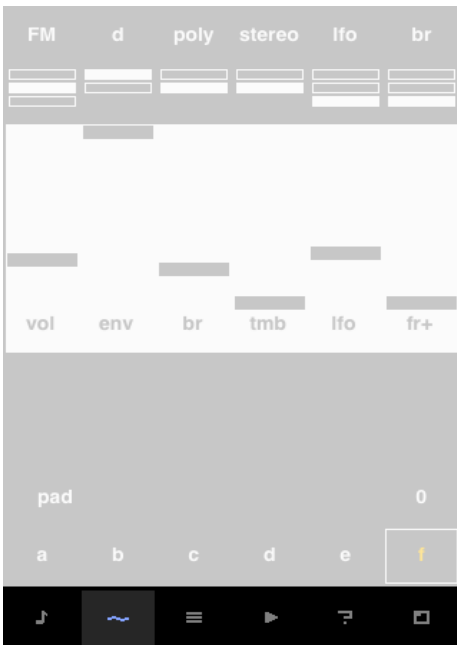 FM d poly stereo lfo br
vol env br tmb lfo fr+
pad 0
a b c d e f